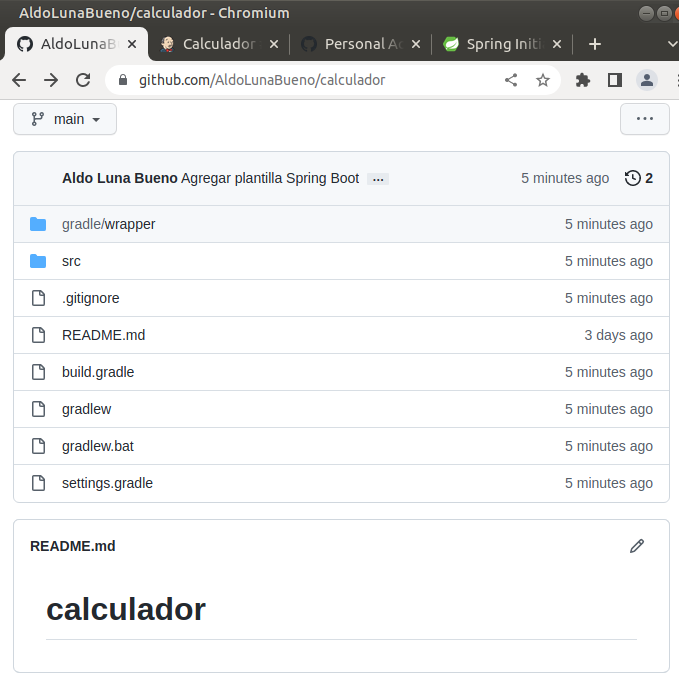 AldoLunaBueno/calculador - Chromium
AldoLunaB
Calculador
Personal Ac
Spring Initi
github.com/AldoLunaBueno/calculador
main
Aldo Luna Bueno Agregar plantilla Spring Boot ... 5 minutes ago 2
gradle/wrapper 5 minutes ago
src 5 minutes ago
.gitignore 5 minutes ago
README.md 3 days ago
build.gradle 5 minutes ago
gradlew 5 minutes ago
gradlew.bat 5 minutes ago
settings.gradle 5 minutes ago
README.md
calculador